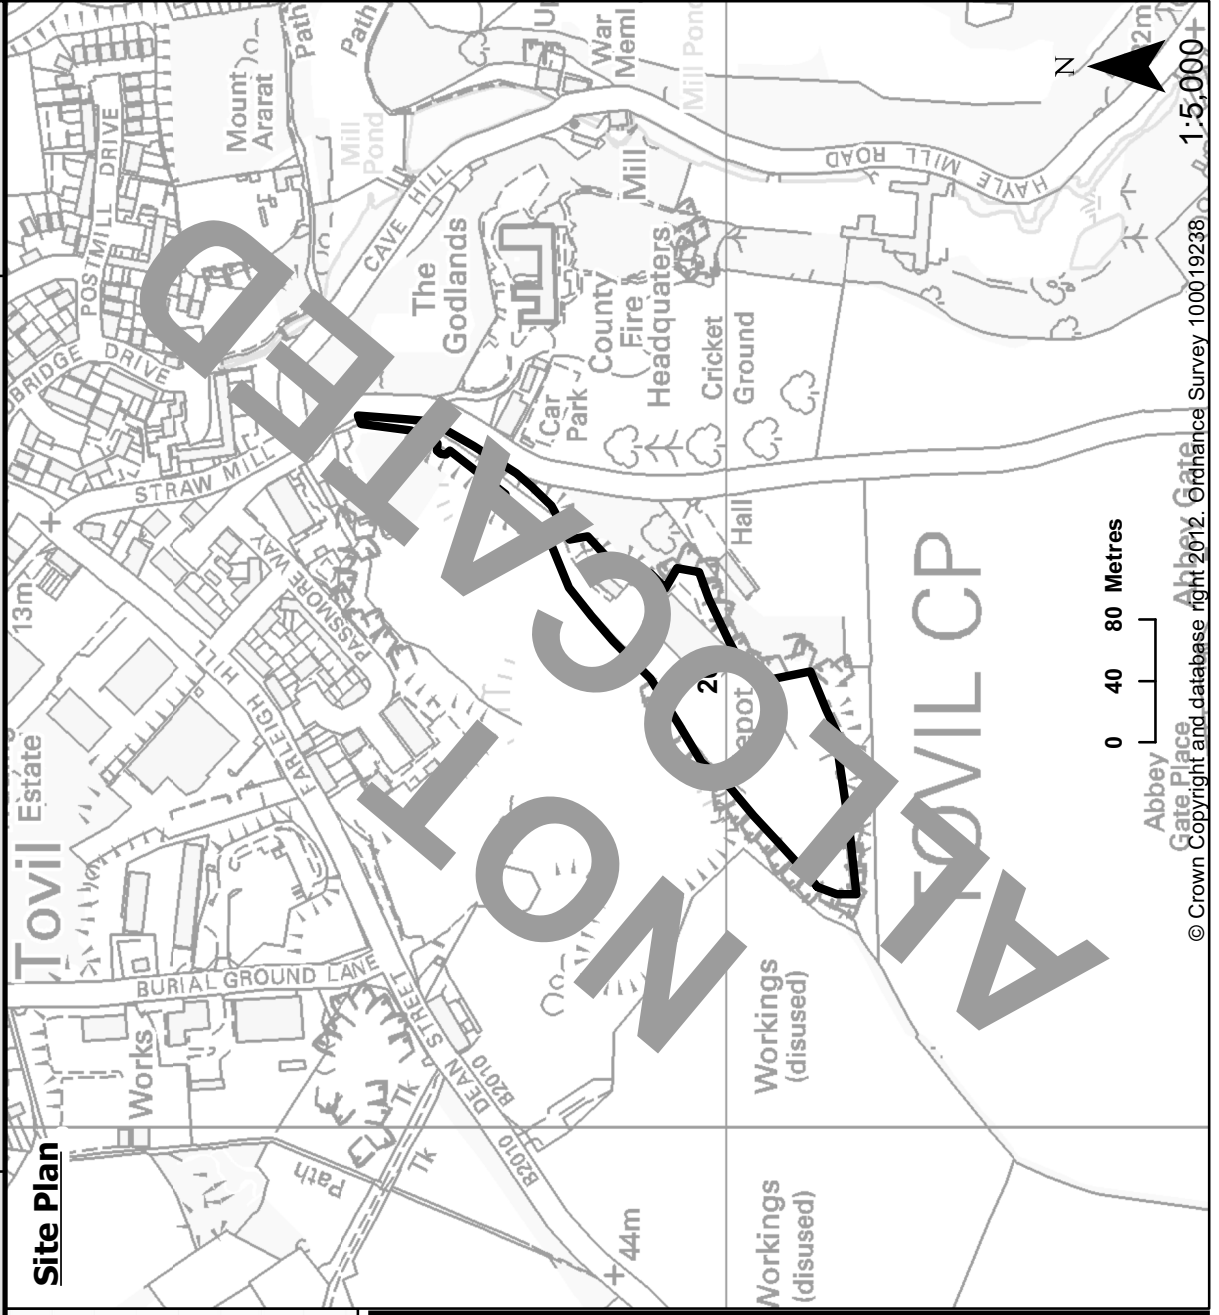 Site Plan
Tovil
Estate
13m
Works
BURIAL GROUND LANE
FARLEIGH HILL
PASSMORE WAY
STRAW MILL
DRIVE
POSTMILL DRIVE
Mount
Ararat
Path
Path
Mill
Pond
CAVE HILL
The
Godlands
War
Meml
Mill Pond
Mill
County
Fire
Headquaters
Car
Park
Cricket
Ground
Hall
HAYLE MILL ROAD
DEAN STREET
B2010
B2010
Tk
Tk
Path
44m
Workings
(disused)
Workings
(disused)
TOVIL CP
Abbey
Gate Place
Abbey Gate
NOT
ALLOCATED
N
1:5,000
0 40 80 Metres
© Crown Copyright and database right 2012. Ordnance Survey 100019238